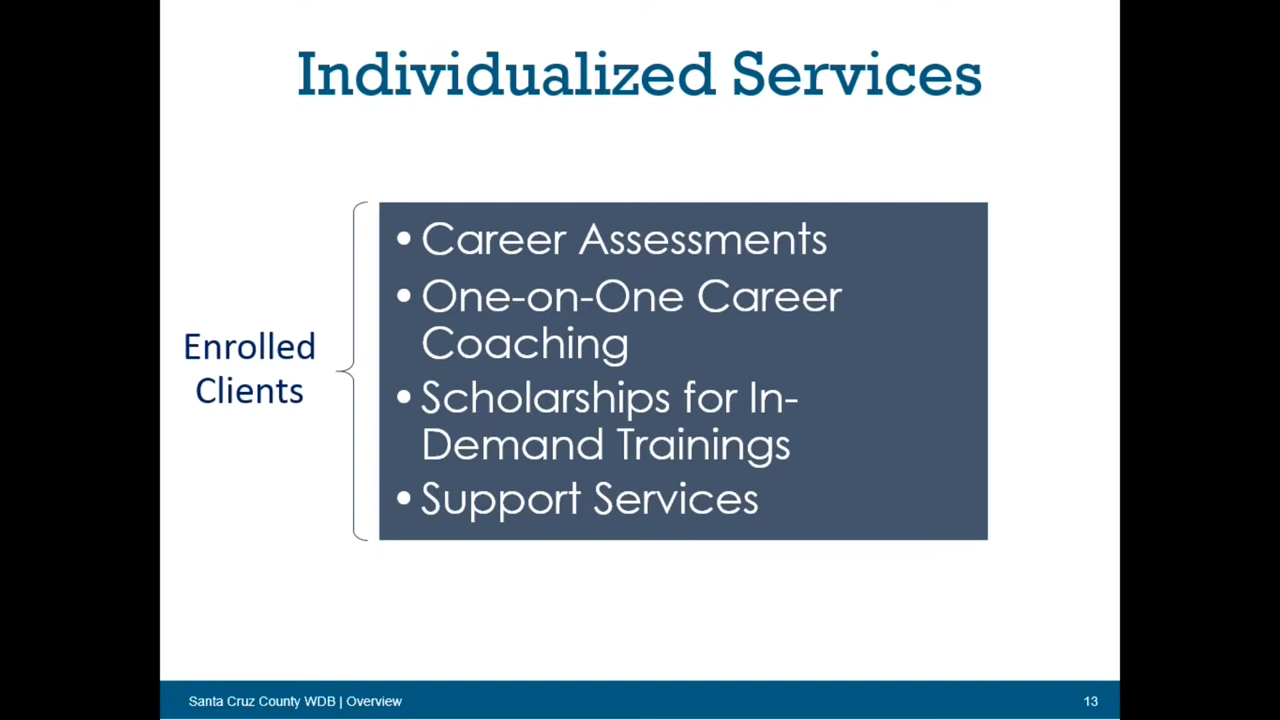 Individualized Services
Enrolled
Clients
• Career Assessments
• One-on-One Career
Coaching
• Scholarships for In-
Demand Trainings
• Support Services
Santa Cruz County WDB | Overview
13